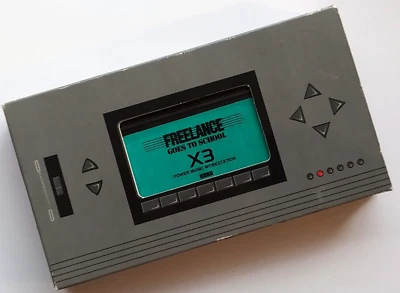 FREELANCE
GOES TO SCHOOL
X3
POWER MUSIC WORKSTATION
KORG